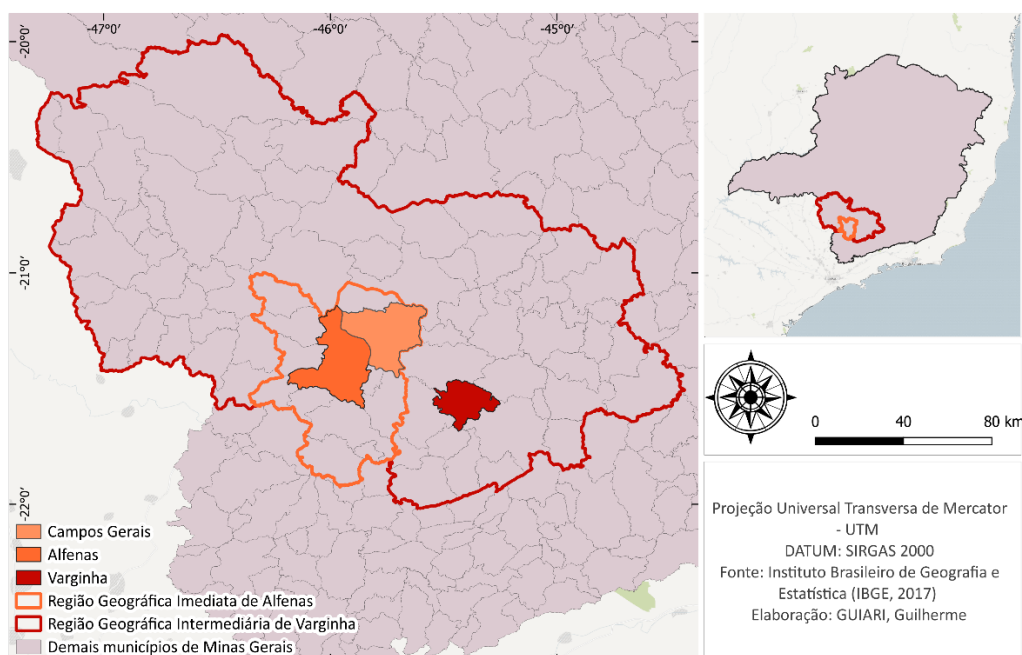 -47°0'
-46°0'
-45°0'
-20°0'
-21°0'
-22°0'
Campos Gerais
Alfenas
Varginha
Região Geográfica Imediata de Alfenas
Região Geográfica Intermediária de Varginha
Demais municípios de Minas Gerais
0 40 80 km
Projeção Universal Transversa de Mercator
- UTM
DATUM: SIRGAS 2000
Fonte: Instituto Brasileiro de Geografia e
Estatística (IBGE, 2017)
Elaboração: GUIARI, Guilherme